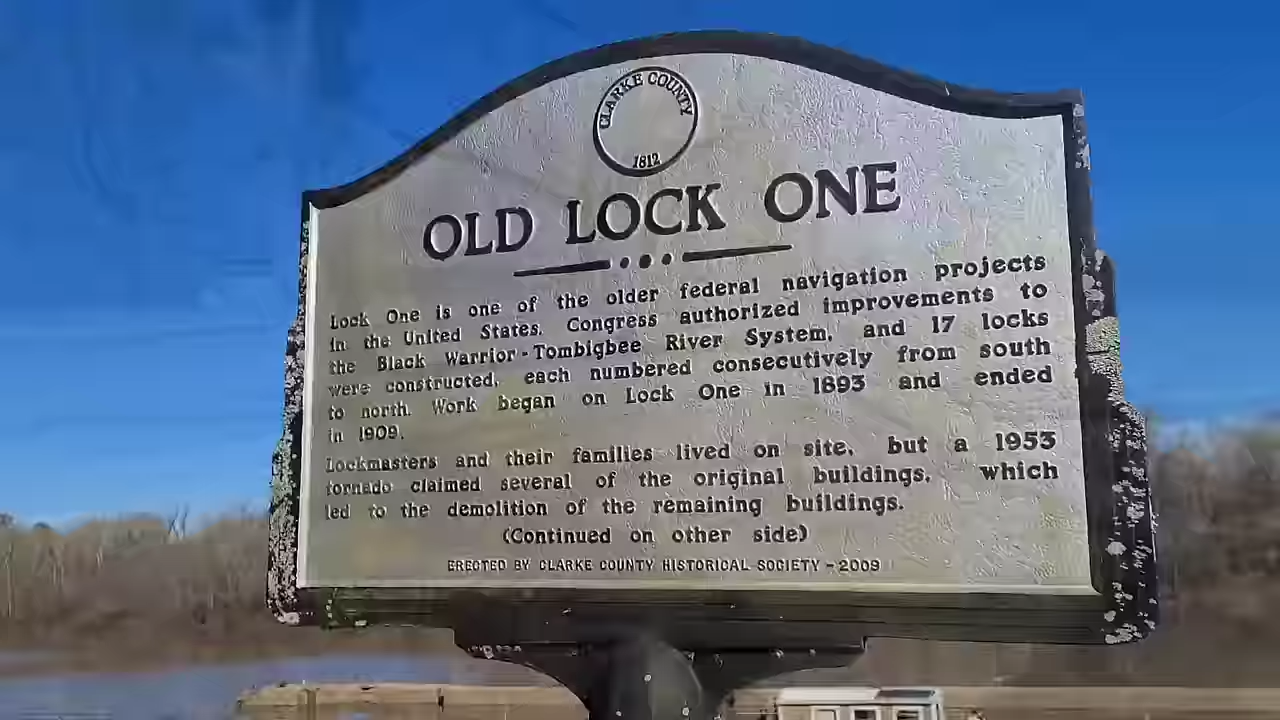 CLARKE COUNTY
1812
OLD LOCK ONE
Lock One is one of the older federal navigation projects
in the United States. Congress authorized improvements to
the Black Warrior-Tombigbee River System, and 17 locks
were constructed, each numbered consecutively from south
to north. Work began on Lock One in 1893 and ended
in 1909.
Lockmasters and their families lived on site, but a 1953
tornado claimed several of the original buildings, which
led to the demolition of the remaining buildings.
(Continued on other side)
ERECTED BY CLARKE COUNTY HISTORICAL SOCIETY - 2009